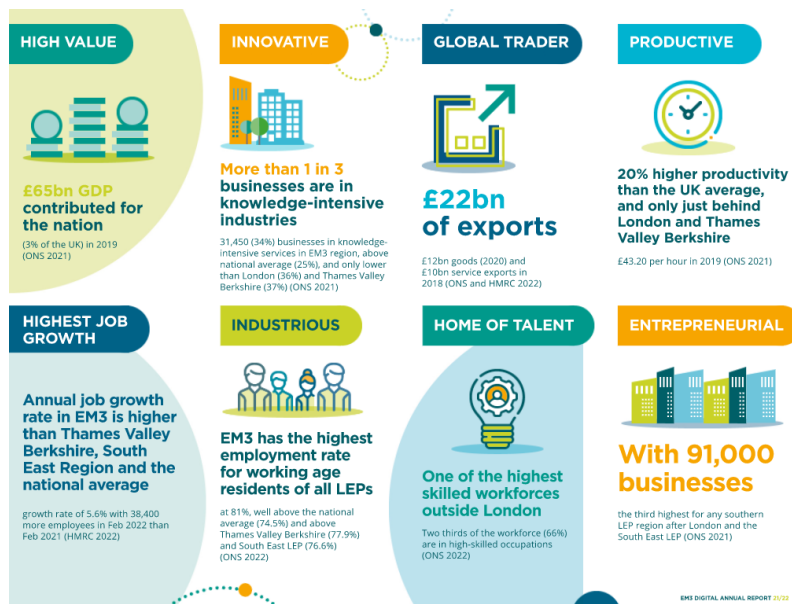 HIGH VALUE
£65bn GDP
contributed for
the nation
(3% of the UK) in 2019
(ONS 2021)
INNOVATIVE
More than 1 in 3
businesses are in
knowledge-intensive
industries
31,450 (34%) businesses in knowledge-
intensive services in EM3 region, above
national average (25%), and only lower
than London (36%) and Thames Valley
Berkshire (37%) (ONS 2021)
GLOBAL TRADER
£22bn
of exports
£12bn goods (2020) and
£10bn service exports in
2018 (ONS and HMRC 2022)
PRODUCTIVE
20% higher productivity
than the UK average,
and only just behind
London and Thames
Valley Berkshire
£43.20 per hour in 2019 (ONS 2021)
HIGHEST JOB
GROWTH
Annual job growth
rate in EM3 is higher
than Thames Valley
Berkshire, South
East Region and the
national average
growth rate of 5.6% with 38,400
more employees in Feb 2022 than
Feb 2021 (HMRC 2022)
INDUSTRIOUS
EM3 has the highest
employment rate
for working age
residents of all LEPs
at 81%, well above the national
average (74.5%) and above
Thames Valley Berkshire (77.9%)
and South East LEP (76.6%)
(ONS 2022)
HOME OF TALENT
One of the highest
skilled workforces
outside London
Two thirds of the workforce (66%)
are in high-skilled occupations
(ONS 2022)
ENTREPRENEURIAL
With 91,000
businesses
the third highest for any southern
LEP region after London and the
South East LEP (ONS 2021)
EM3 DIGITAL ANNUAL REPORT 21/22